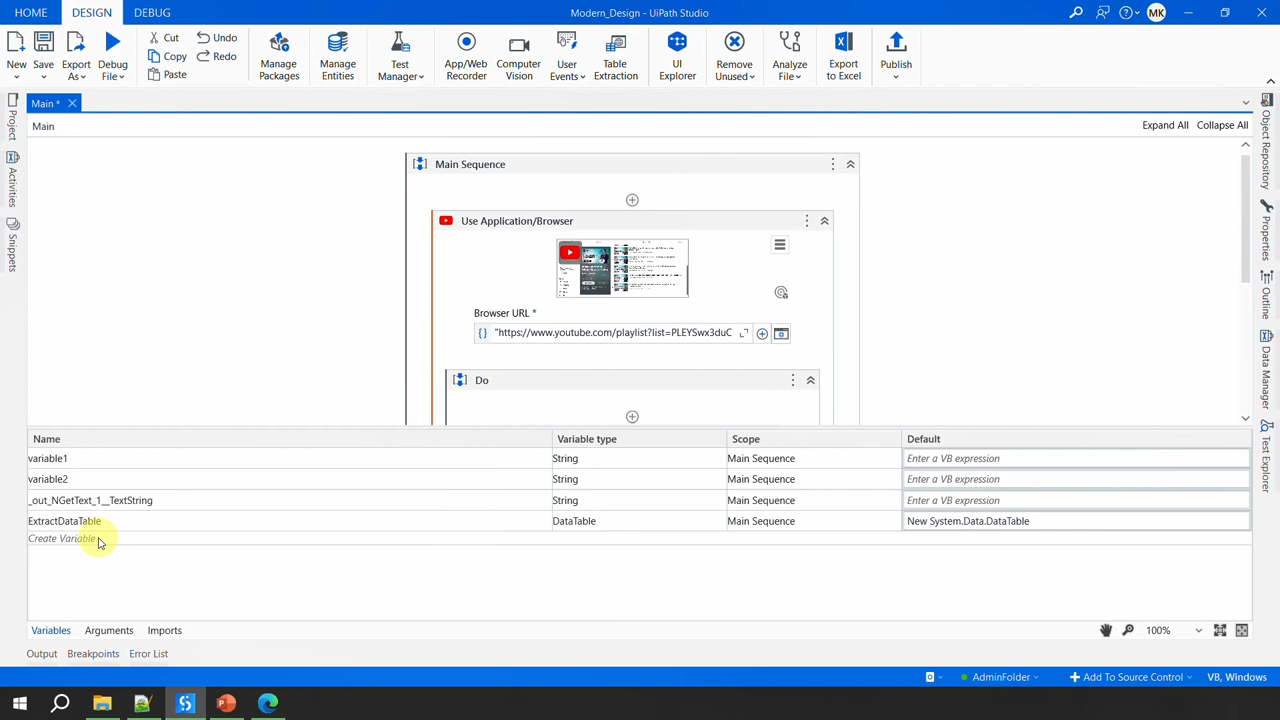 HOME DESIGN DEBUG
Modern_Design - UiPath Studio
MK
New
Save
Export As
Debug File
Cut
Copy
Paste
Undo
Redo
Manage Packages
Manage Entities
Test Manager
App/Web Recorder
Computer Vision
User Events
Table Extraction
UI Explorer
Remove Unused
Analyze File
Export to Excel
Publish
Main *
Main
Expand All Collapse All
Project
Activities
Snippets
Object Repository
Properties
Outline
Data Manager
Test Explorer
Main Sequence
Use Application/Browser
Browser URL *
"https://www.youtube.com/playlist?list=PLEYSwx3duC
Do
Name Variable type Scope Default
variable1 String Main Sequence Enter a VB expression
variable2 String Main Sequence Enter a VB expression
_out_NGetText_1__TextString String Main Sequence Enter a VB expression
ExtractDataTable DataTable Main Sequence New System.Data.DataTable
Create Variable
Variables Arguments Imports
100%
Output Breakpoints Error List
AdminFolder
Add To Source Control
VB, Windows